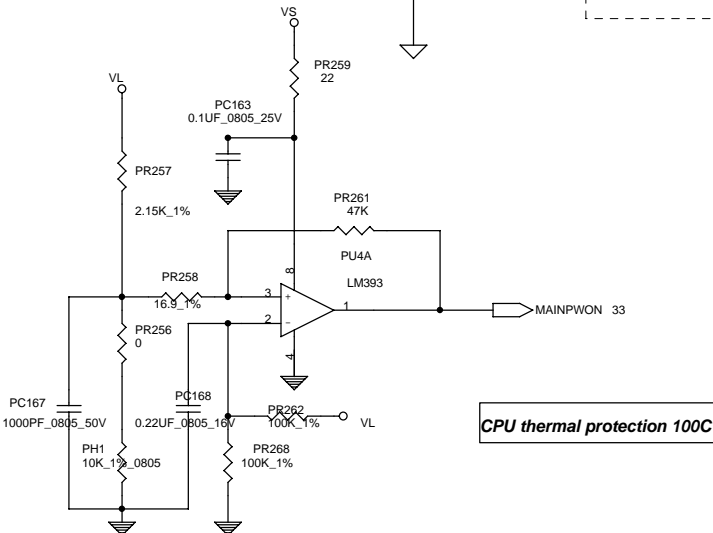 VS
PR259
22
VL
PC163
0.1UF_0805_25V
PR257
2.15K_1%
PR261
47K
PU4A
8
LM393
PR258
16.9_1%
3
+
1
MAINPWON 33
2
-
4
PR256
0
PC167
1000PF_0805_50V
PC168
0.22UF_0805_16V
PR262
100K_1%
VL
CPU thermal protection 100C
PH1
10K_1%_0805
PR268
100K_1%